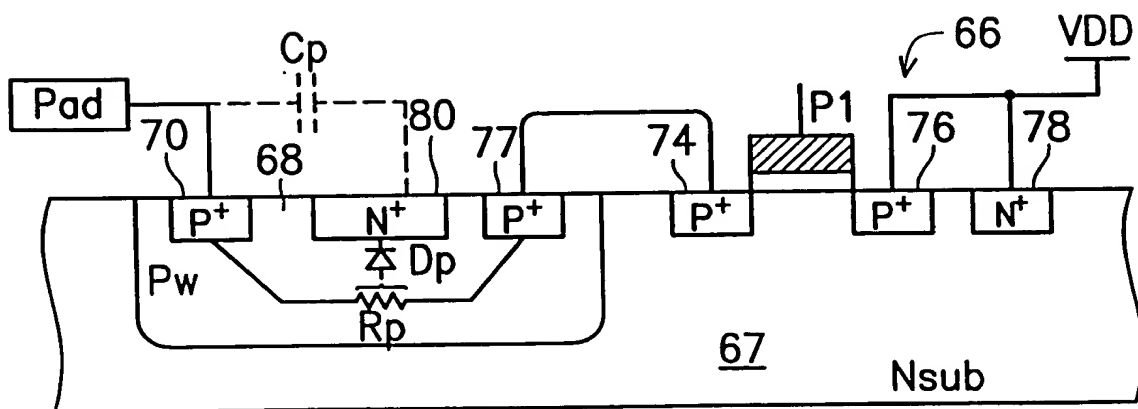 66 VDD
Cp
Pad
70 68 80 77 74 P1 76 78
P+ N+ P+ P+ P+ N+
Pw Dp
Rp
67
Nsub